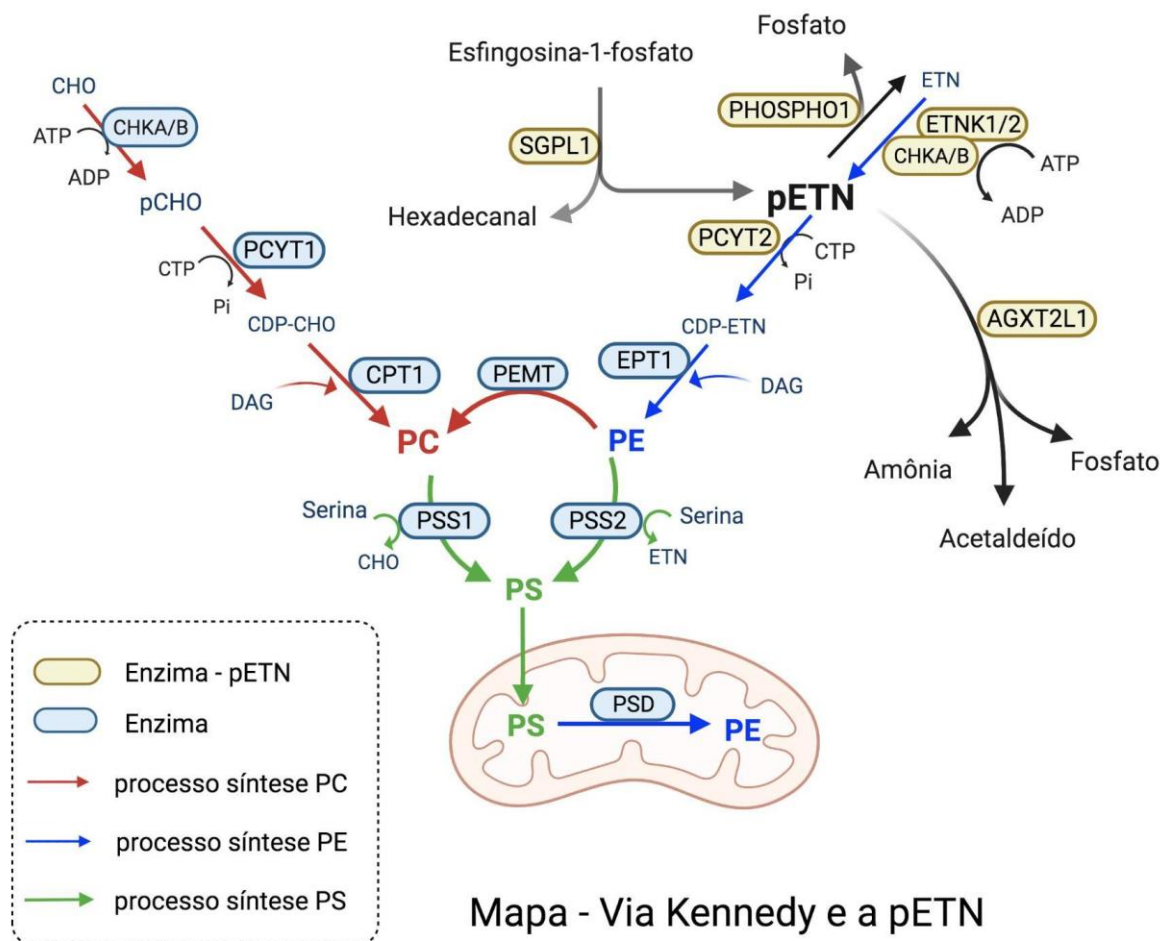 Fosfato
Esfingosina-1-fosfato
CHO
ETN
PHOSPHO1
ATP
CHKA/B
ETNK1/2
SGPL1
CHKA/B
ATP
ADP
pCHO
pETN
ADP
Hexadecanal
PCYT1
PCYT2
CTP
CTP
Pi
Pi
CDP-CHO
CDP-ETN
AGXT2L1
CPT1
PEMT
EPT1
DAG
DAG
PC
PE
Amônia
Fosfato
Serina
PSS1
PSS2
Serina
Acetaldeído
CHO
ETN
PS
Enzima - pETN
PSD
Enzima
PS
PE
processo síntese PC
processo síntese PE
processo síntese PS
Mapa - Via Kennedy e a pETN